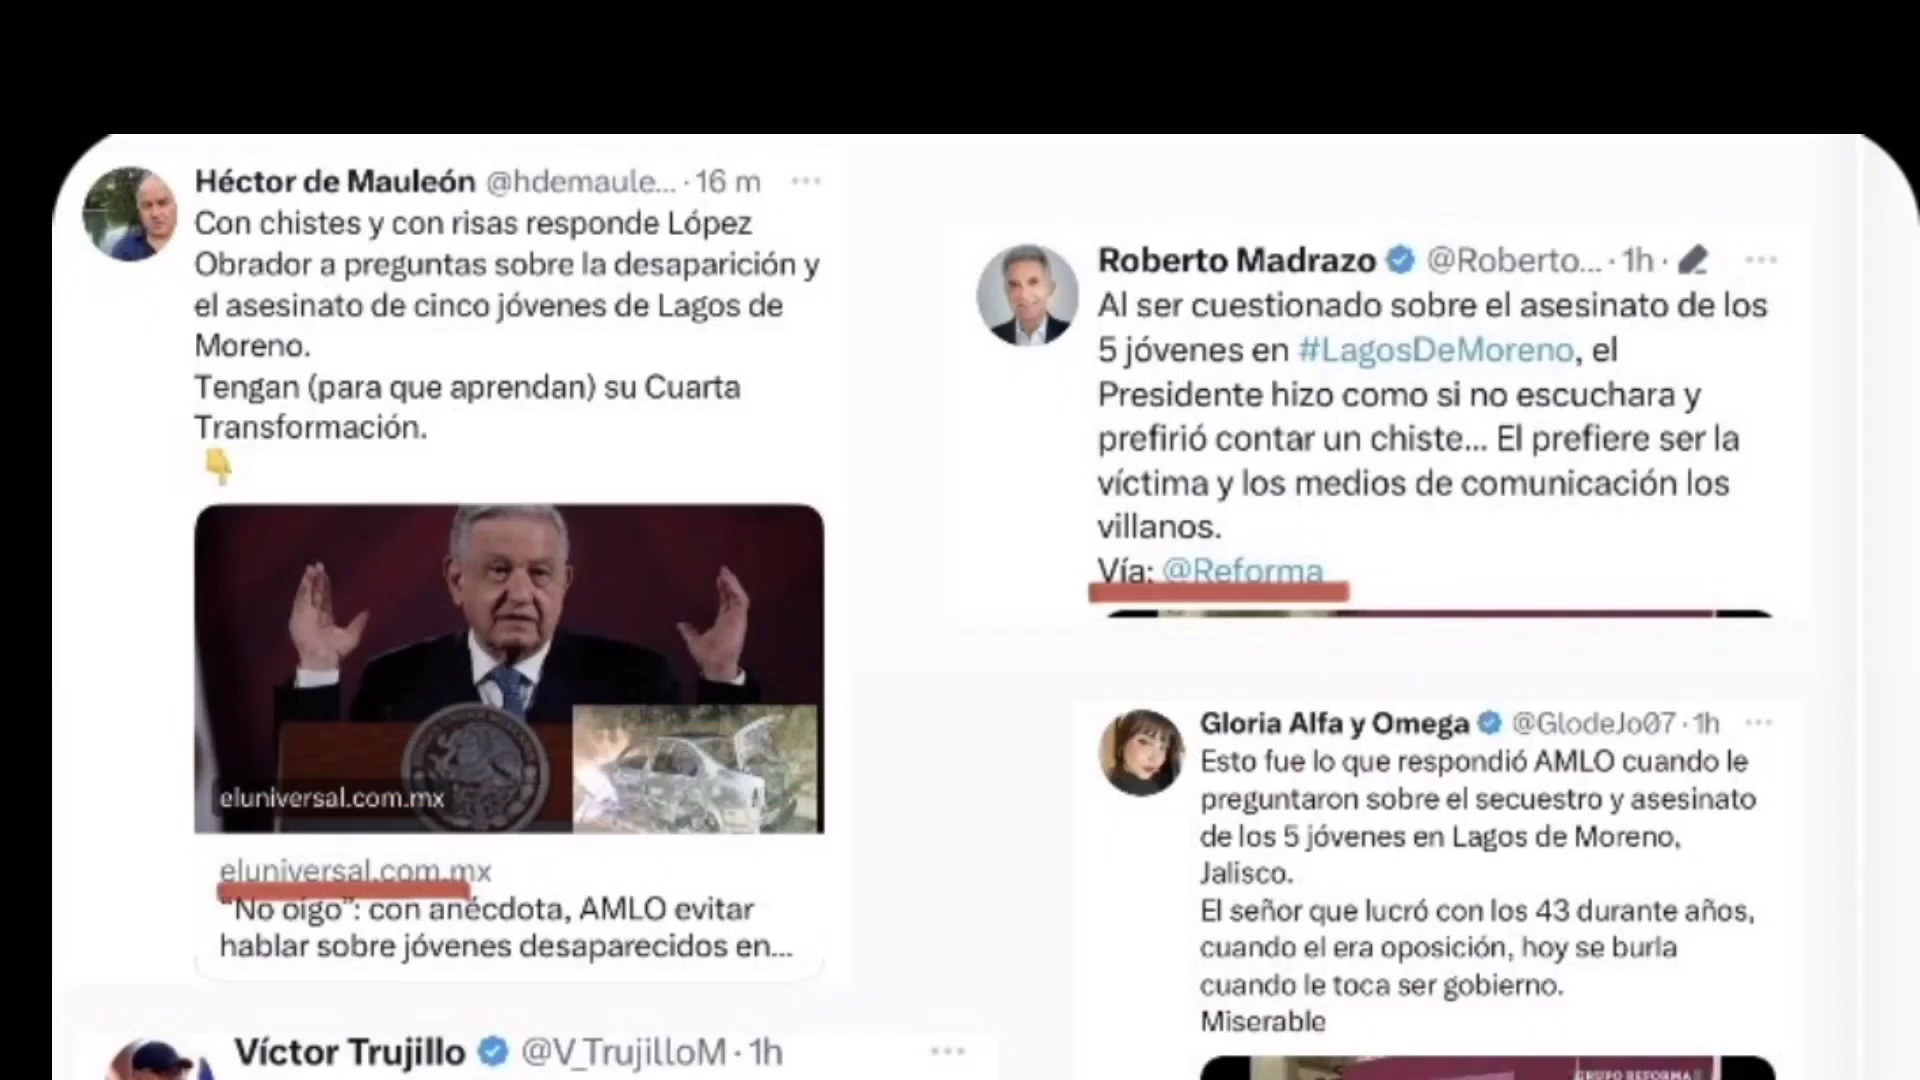 Héctor de Mauleón @hdemaule... · 16 m
Con chistes y con risas responde López
Obrador a preguntas sobre la desaparición y
el asesinato de cinco jóvenes de Lagos de
Moreno.
Tengan (para que aprendan) su Cuarta
Transformación.
eluniversal.com.mx
eluniversal.com.mx
“No oigo”: con anécdota, AMLO evitar
hablar sobre jóvenes desaparecidos en...
Roberto Madrazo @Roberto... · 1h ·
Al ser cuestionado sobre el asesinato de los
5 jóvenes en #LagosDeMoreno, el
Presidente hizo como si no escuchara y
prefirió contar un chiste... El prefiere ser la
víctima y los medios de comunicación los
villanos.
Vía: @Reforma
Gloria Alfa y Omega @GlodeJo07 · 1h
Esto fue lo que respondió AMLO cuando le
preguntaron sobre el secuestro y asesinato
de los 5 jóvenes en Lagos de Moreno,
Jalisco.
El señor que lucró con los 43 durante años,
cuando el era oposición, hoy se burla
cuando le toca ser gobierno.
Miserable
GRUPO REFORMA
Víctor Trujillo @V_TrujilloM · 1h